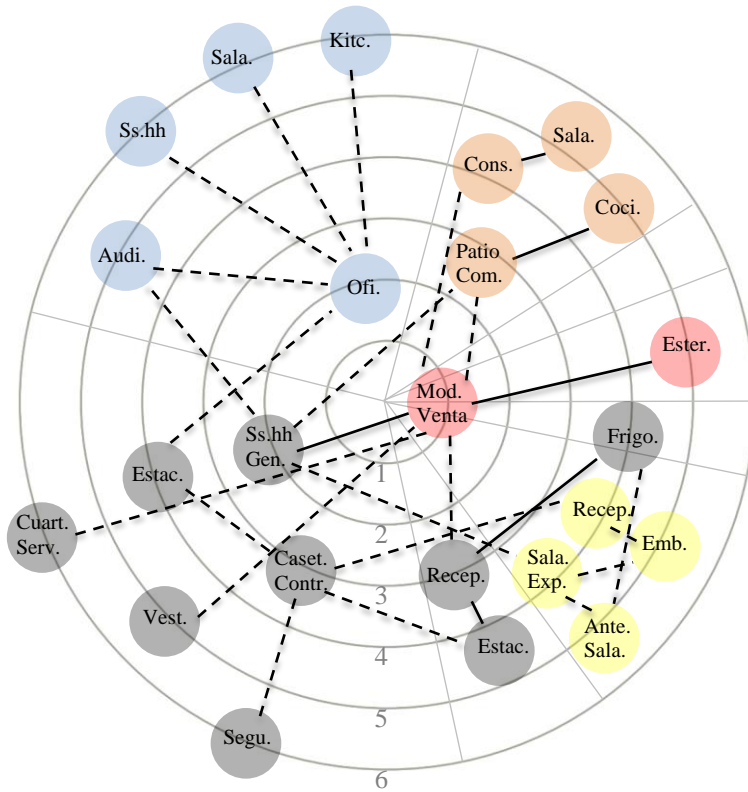 Kitc.
Sala.
Ss.hh
Sala.
Cons.
Coci.
Audi.
Patio
Com.
Ofi.
Ester.
Mod.
Venta
Ss.hh
Gen.
Frigo.
Estac.
1
Recep.
Cuart.
Serv.
2
Emb.
Caset.
Contr.
Sala.
Exp.
Recep.
3
Vest.
Ante.
Sala.
Estac.
4
5
Segu.
6